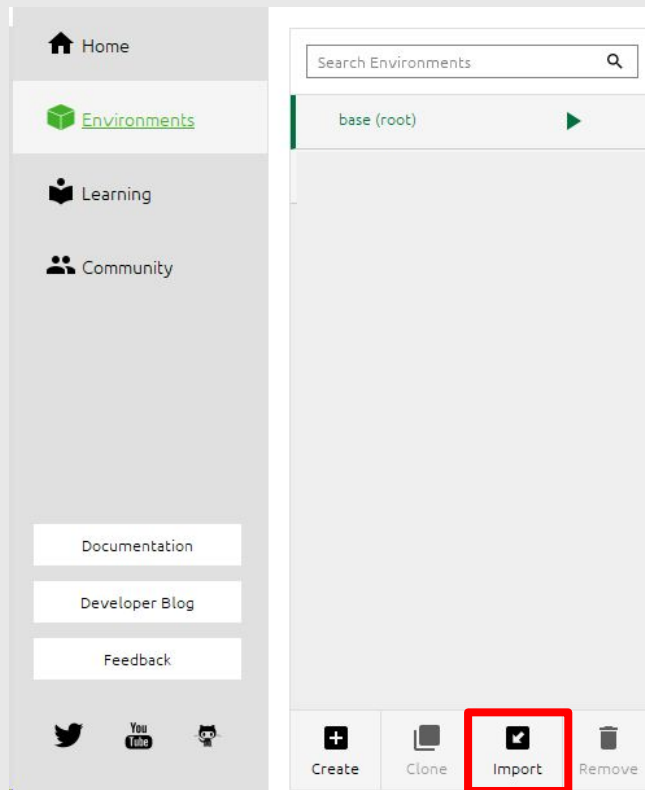 Home
Environments
Learning
Community
Documentation
Developer Blog
Feedback
You
Tube
Search Environments
base (root)
Create
Clone
Import
Remove